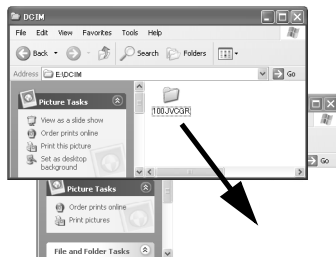 DCIM
File Edit View Favorites Tools Help
Back Search Folders
Address E:\DCIM Go
Picture Tasks
View as a slide show
Order prints online
Print this picture
Set as desktop
background
100JVCGR
Go
Picture Tasks
Order prints online
Print pictures
File and Folder Tasks